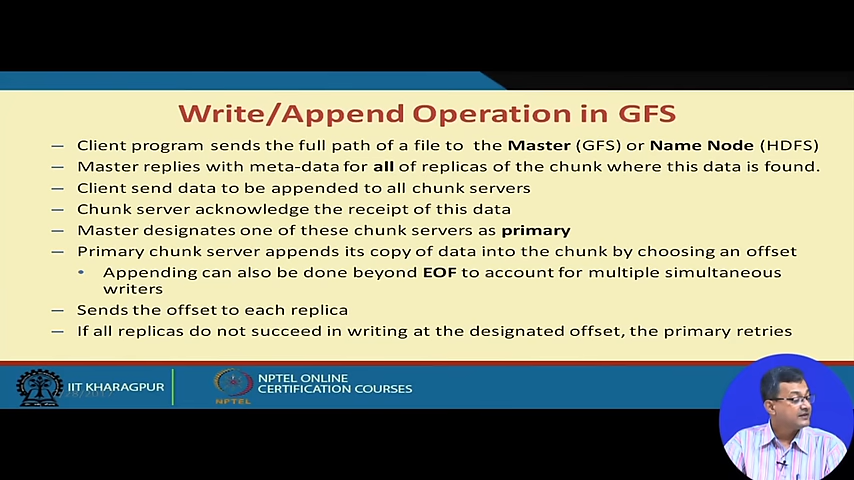 Write/Append Operation in GFS
– Client program sends the full path of a file to the Master (GFS) or Name Node (HDFS)
– Master replies with meta-data for all of replicas of the chunk where this data is found.
– Client send data to be appended to all chunk servers
– Chunk server acknowledge the receipt of this data
– Master designates one of these chunk servers as primary
– Primary chunk server appends its copy of data into the chunk by choosing an offset
• Appending can also be done beyond EOF to account for multiple simultaneous
writers
– Sends the offset to each replica
– If all replicas do not succeed in writing at the designated offset, the primary retries
IIT KHARAGPUR
NPTEL ONLINE
CERTIFICATION COURSES
NPTEL